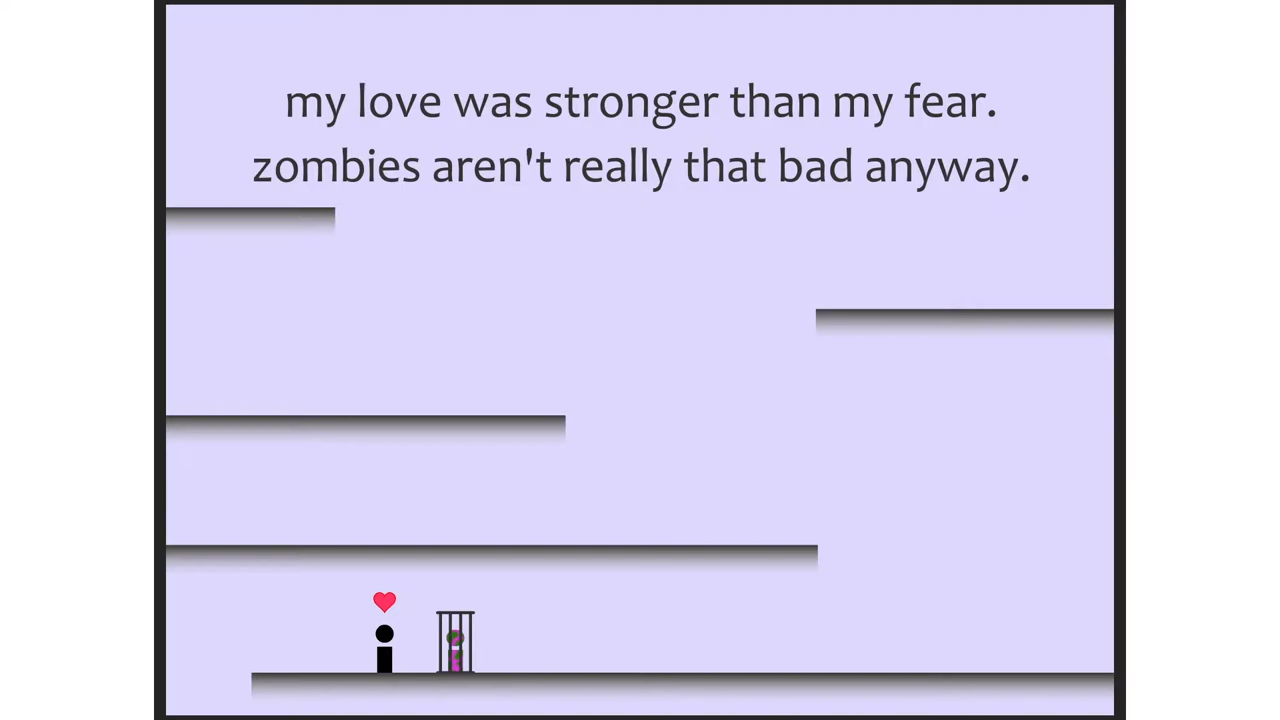 my love was stronger than my fear.
zombies aren't really that bad anyway.